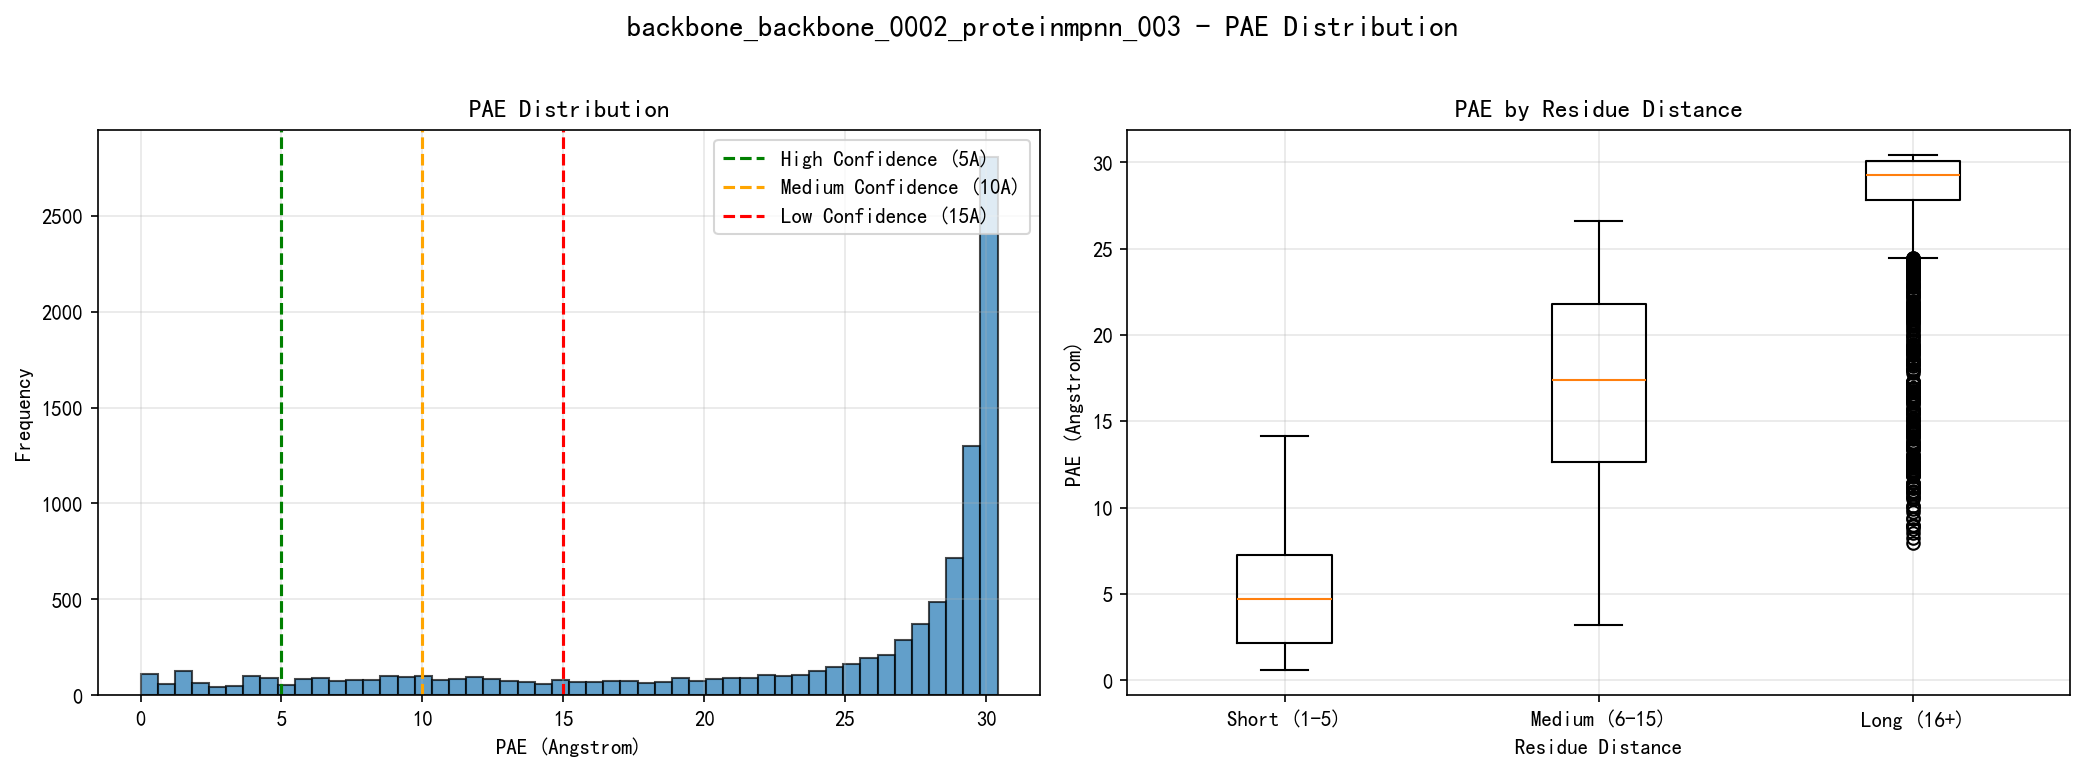 backbone_backbone_0002_proteinmpnn_003 - PAE Distribution
PAE Distribution
High Confidence (5A)
Medium Confidence (10A)
Low Confidence (15A)
2500
2000
1500
1000
500
0
Frequency
0 5 10 15 20 25 30
PAE (Angstrom)
PAE by Residue Distance
30
25
20
15
10
5
0
PAE (Angstrom)
Short (1-5) Medium (6-15) Long (16+)
Residue Distance